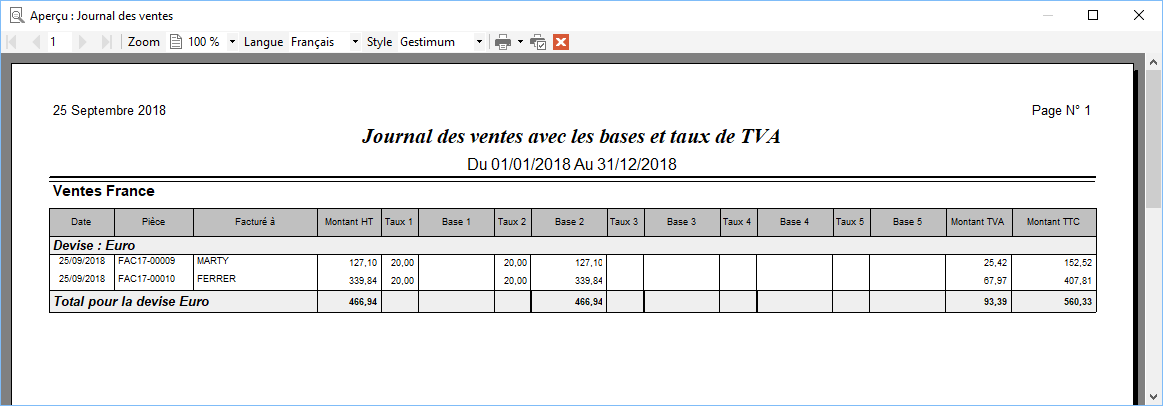 Aperçu : Journal des ventes
1 Zoom 100 % Langue Français Style Gestimum
25 Septembre 2018 Page N° 1
Journal des ventes avec les bases et taux de TVA
Du 01/01/2018 Au 31/12/2018
Ventes France
Date Pièce Facturé à Montant HT Taux 1 Base 1 Taux 2 Base 2 Taux 3 Base 3 Taux 4 Base 4 Taux 5 Base 5 Montant TVA Montant TTC
Devise : Euro
25/09/2018 FAC17-00009 MARTY 127,10 20,00 20,00 127,10 25,42 152,52
25/09/2018 FAC17-00010 FERRER 339,84 20,00 20,00 339,84 67,97 407,81
Total pour la devise Euro 466,94 466,94 93,39 560,33